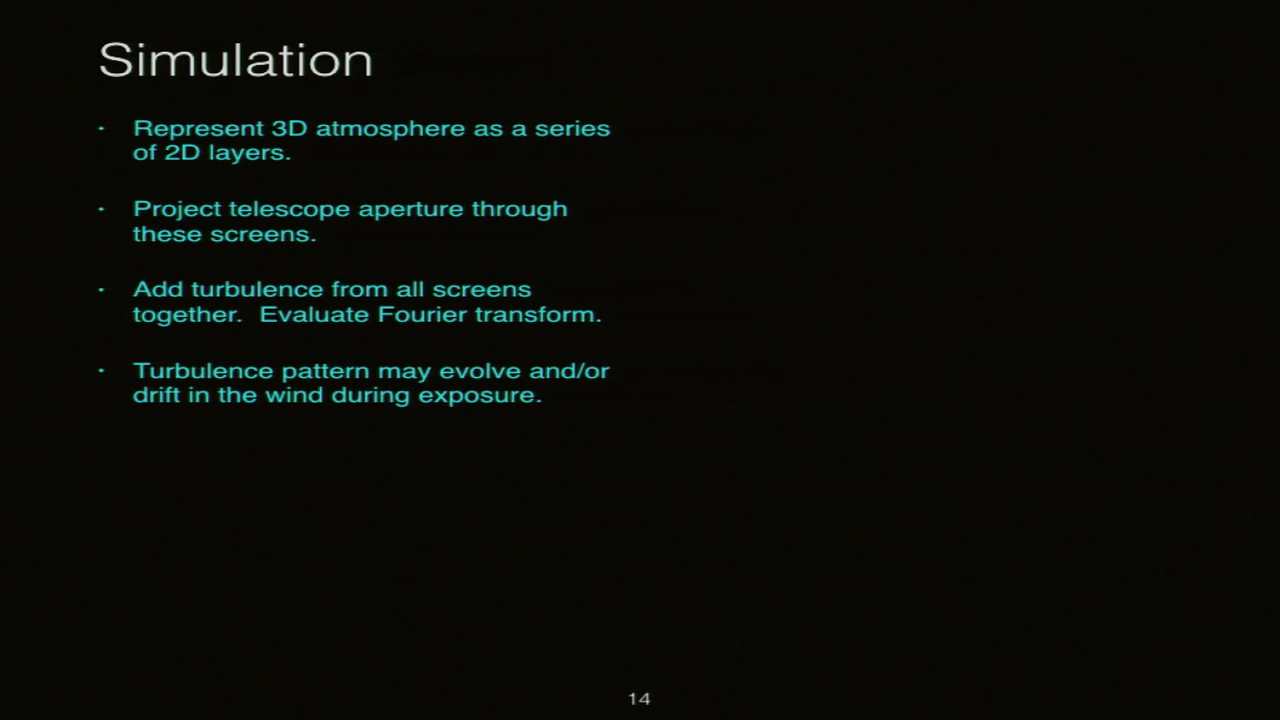 Simulation
· Represent 3D atmosphere as a series
of 2D layers.
· Project telescope aperture through
these screens.
· Add turbulence from all screens
together. Evaluate Fourier transform.
· Turbulence pattern may evolve and/or
drift in the wind during exposure.
14